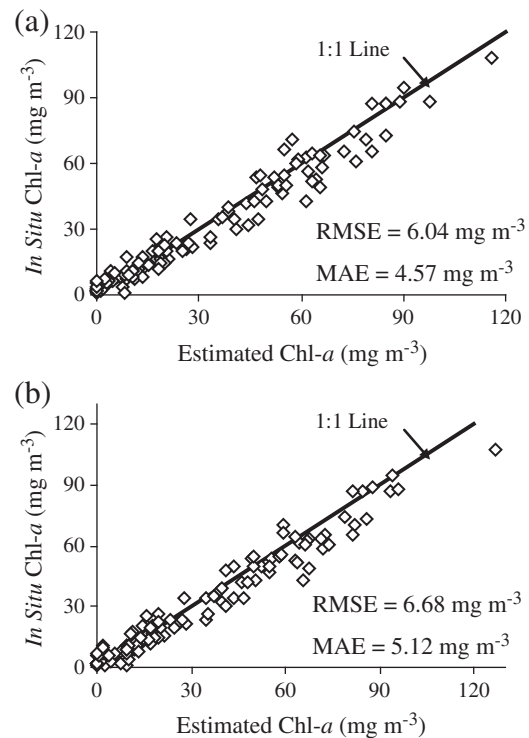 (a)
120
90
60
30
0
In Situ Chl-a (mg m-3)
1:1 Line
RMSE = 6.04 mg m-3
MAE = 4.57 mg m-3
0 30 60 90 120
Estimated Chl-a (mg m-3)
(b)
120
90
60
30
0
In Situ Chl-a (mg m-3)
1:1 Line
RMSE = 6.68 mg m-3
MAE = 5.12 mg m-3
0 30 60 90 120
Estimated Chl-a (mg m-3)